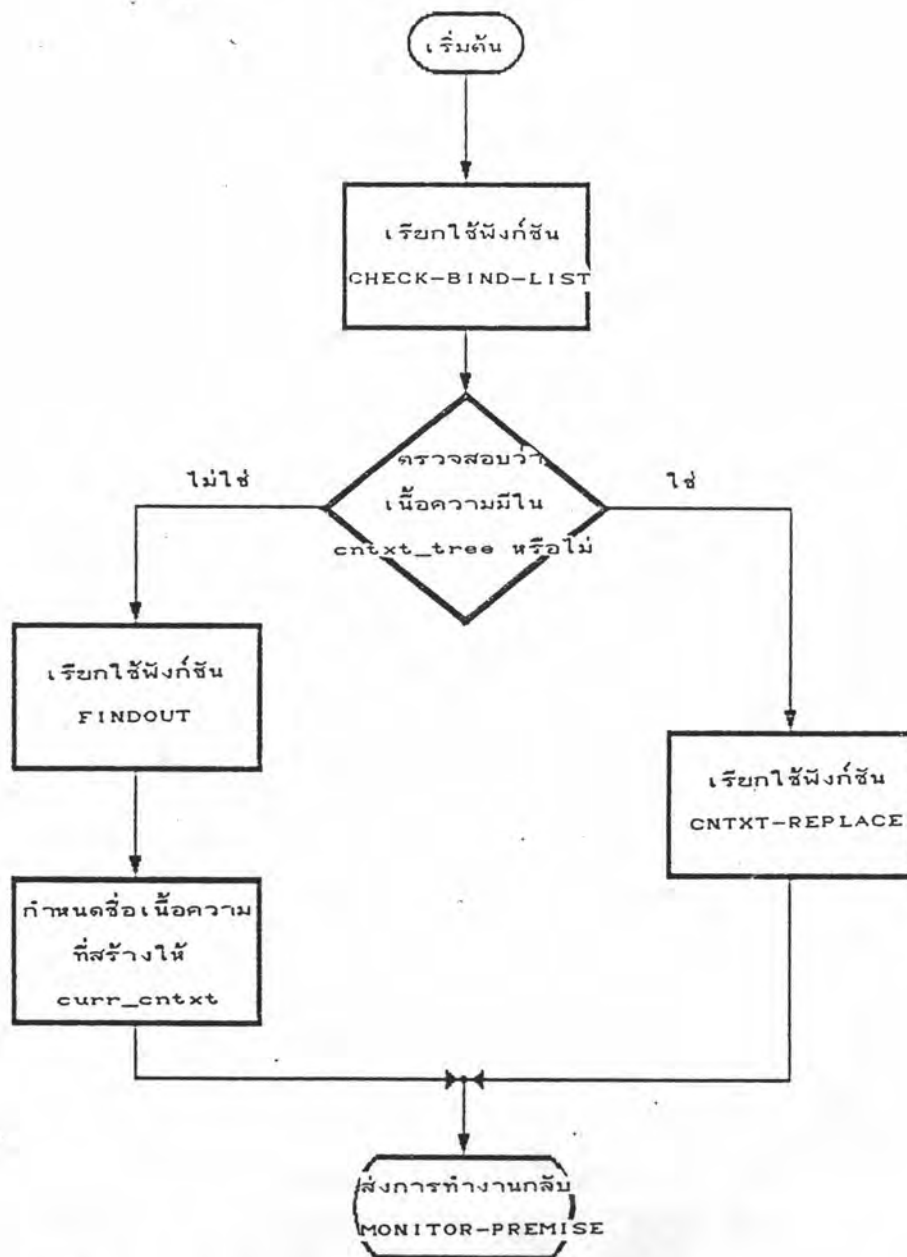 เริ่มต้น
เรียกใช้ฟังก์ชัน
CHECK-BIND-LIST
ตรวจสอบว่า
เนื้อความมีใน
cntxt_tree หรือไม่
ไม่ใช่
ใช่
เรียกใช้ฟังก์ชัน
FINDOUT
เรียกใช้ฟังก์ชัน
CNTXT-REPLACE
กำหนดชื่อเนื้อความ
ที่สร้างให้
curr_cntxt
ส่งการทำงานกลับ
MONITOR-PREMISE